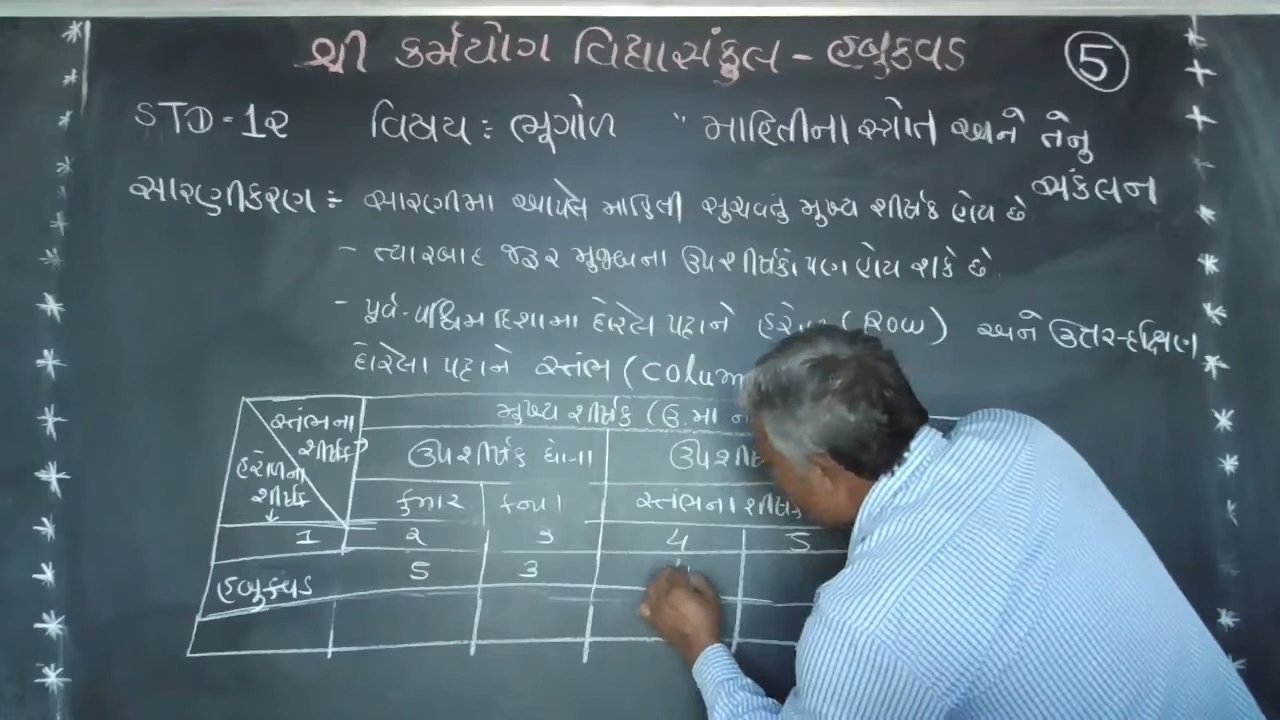 શ્રી કર્મયોગ વિદ્યાસંકુલ - હબુકવડ
5
STD - 12 વિષય : ભૂગોળ " માહિતીના સ્ત્રોત અને તેનુ
સંકલન
સારણીકરણ :- સારણીમા આપેલ માહિતી સુચવતુ મુખ્ય શીર્ષક હોય છે
- ત્યારબાદ જરૂર મુજબના ઉપશીર્ષકો પણ હોય શકે છે.
- પૂર્વ-પશ્ચિમ દિશામા દોરેલ પટ્ટાને (Row) અને ઉત્તર-દક્ષિણ
દોરેલા પટ્ટાને સ્તંભ (Colum
સ્તંભના
શીર્ષક
મુખ્ય શીર્ષક (ઉ.મા
હરોળના
શીર્ષક
ઉપશીર્ષક ધો-11
કુમાર કન્યા સ્તંભના શીર્ષક
1 2 3 4 5
હબુકવડ 5 3